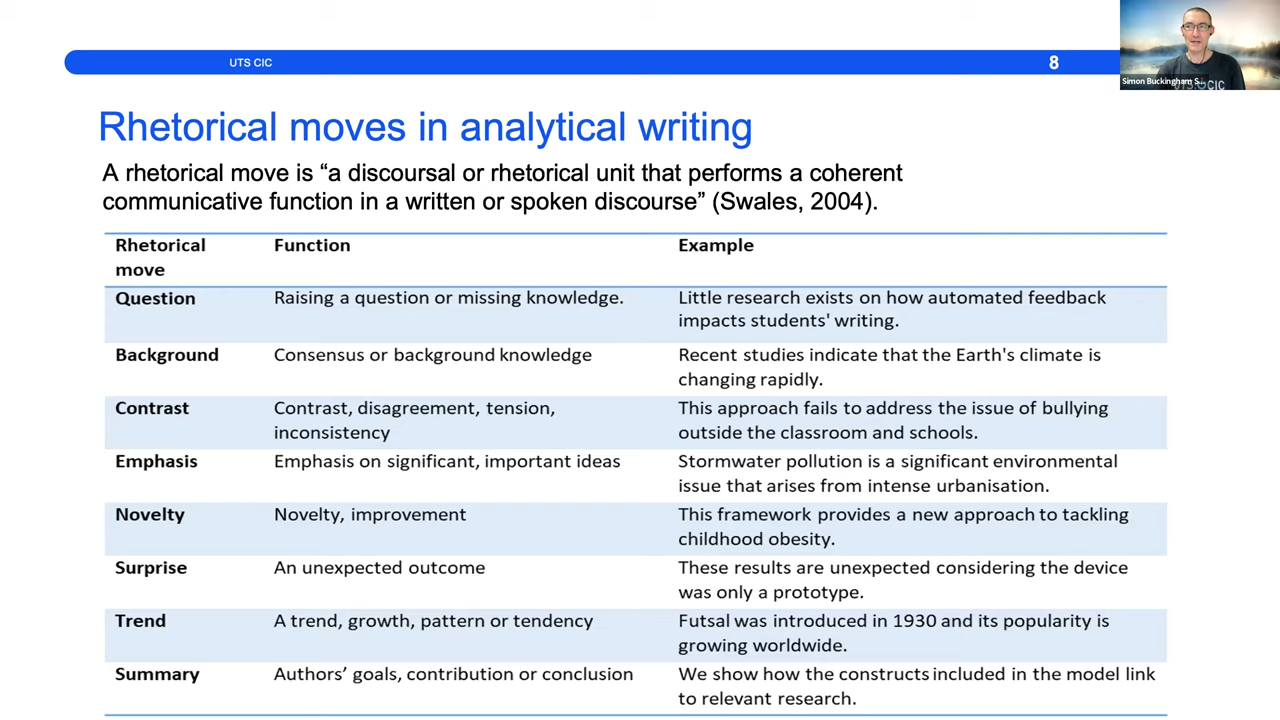 UTS CIC
8
Simon Buckingham S...
UTS CIC
Rhetorical moves in analytical writing
A rhetorical move is “a discoursal or rhetorical unit that performs a coherent
communicative function in a written or spoken discourse” (Swales, 2004).
Rhetorical move Function Example
Question Raising a question or missing knowledge. Little research exists on how automated feedback
impacts students' writing.
Background Consensus or background knowledge Recent studies indicate that the Earth's climate is
changing rapidly.
Contrast Contrast, disagreement, tension, This approach fails to address the issue of bullying
inconsistency outside the classroom and schools.
Emphasis Emphasis on significant, important ideas Stormwater pollution is a significant environmental
issue that arises from intense urbanisation.
Novelty Novelty, improvement This framework provides a new approach to tackling
childhood obesity.
Surprise An unexpected outcome These results are unexpected considering the device
was only a prototype.
Trend A trend, growth, pattern or tendency Futsal was introduced in 1930 and its popularity is
growing worldwide.
Summary Authors’ goals, contribution or conclusion We show how the constructs included in the model link
to relevant research.